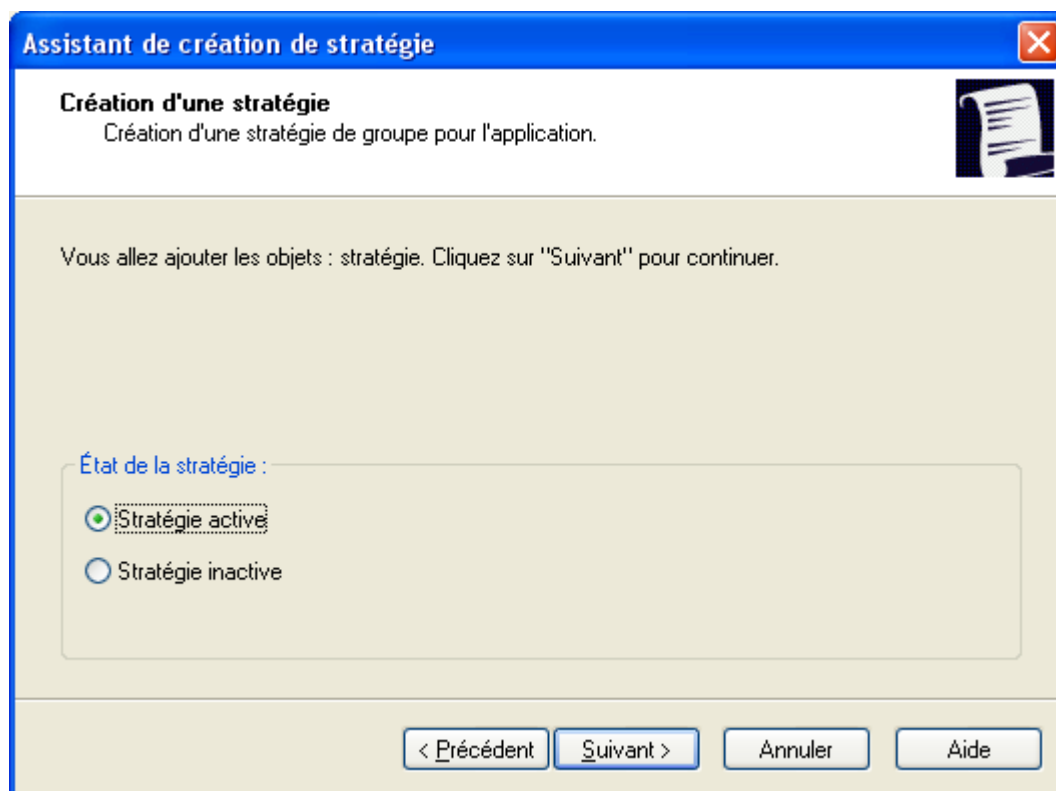 Assistant de création de stratégie
Création d'une stratégie
Création d'une stratégie de groupe pour l'application.
Vous allez ajouter les objets : stratégie. Cliquez sur "Suivant" pour continuer.
État de la stratégie :
Stratégie active
Stratégie inactive
< Précédent Suivant > Annuler Aide